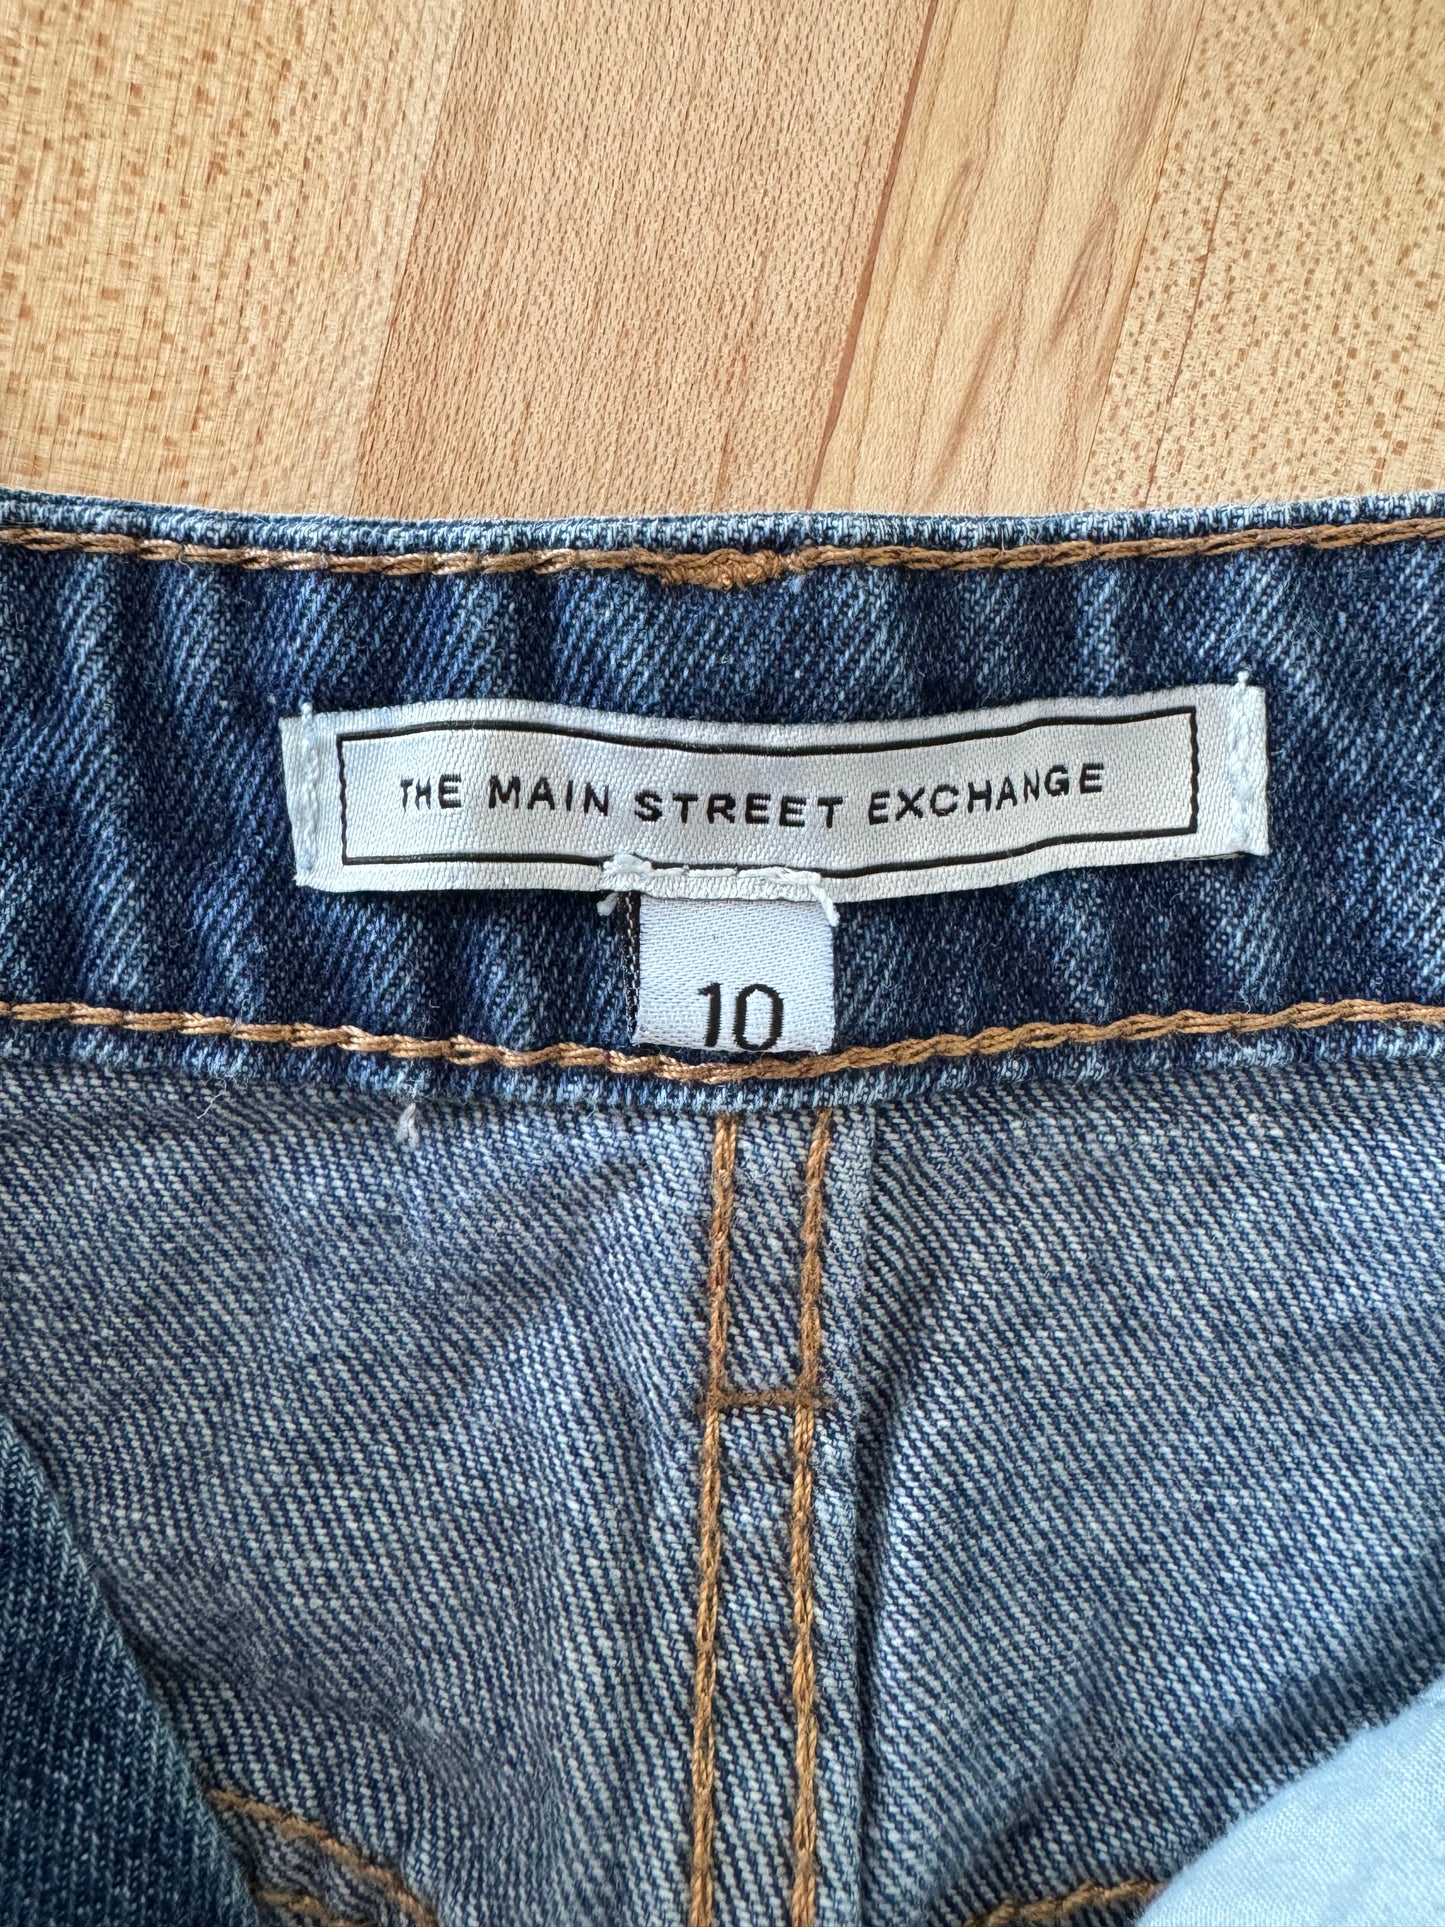 THE MAIN STREET EXCHANGE
10